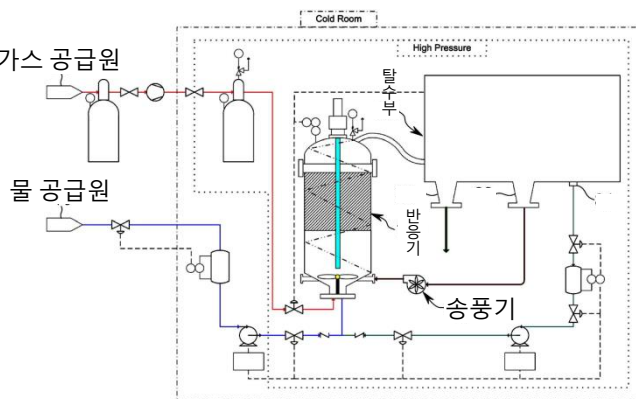 Cold Room
High Pressure
가스 공급원
탈수부
물 공급원
반응기
송풍기